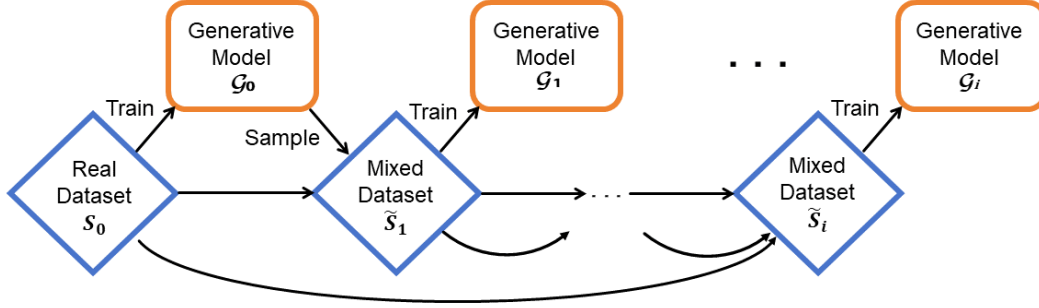 Generative
Model
𝒢₀
Generative
Model
𝒢₁
. . .
Generative
Model
𝒢ᵢ
Train
Sample
Train
Train
Real
Dataset
S₀
Mixed
Dataset
S̃₁
. . .
Mixed
Dataset
S̃ᵢ